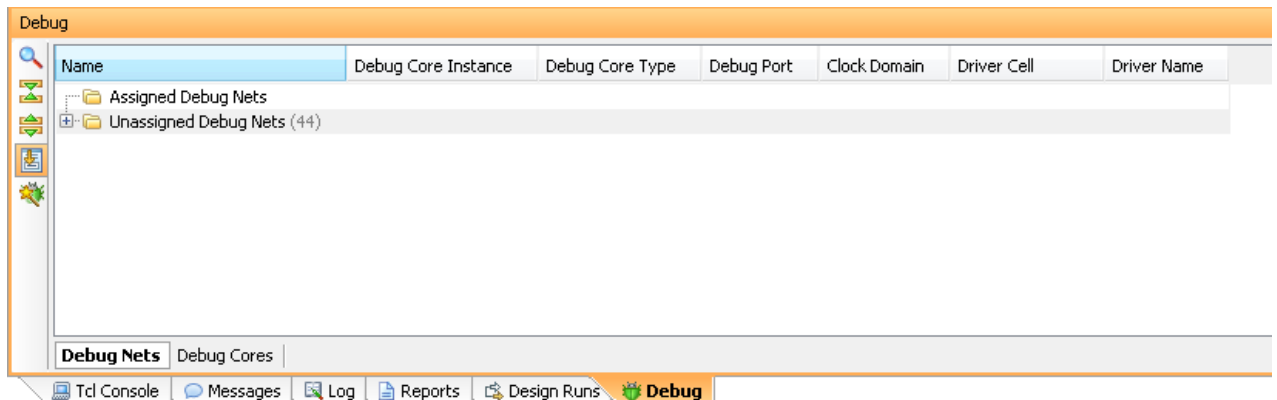 Debug
Name Debug Core Instance Debug Core Type Debug Port Clock Domain Driver Cell Driver Name
Assigned Debug Nets
Unassigned Debug Nets (44)
Debug Nets Debug Cores
Tcl Console Messages Log Reports Design Runs Debug